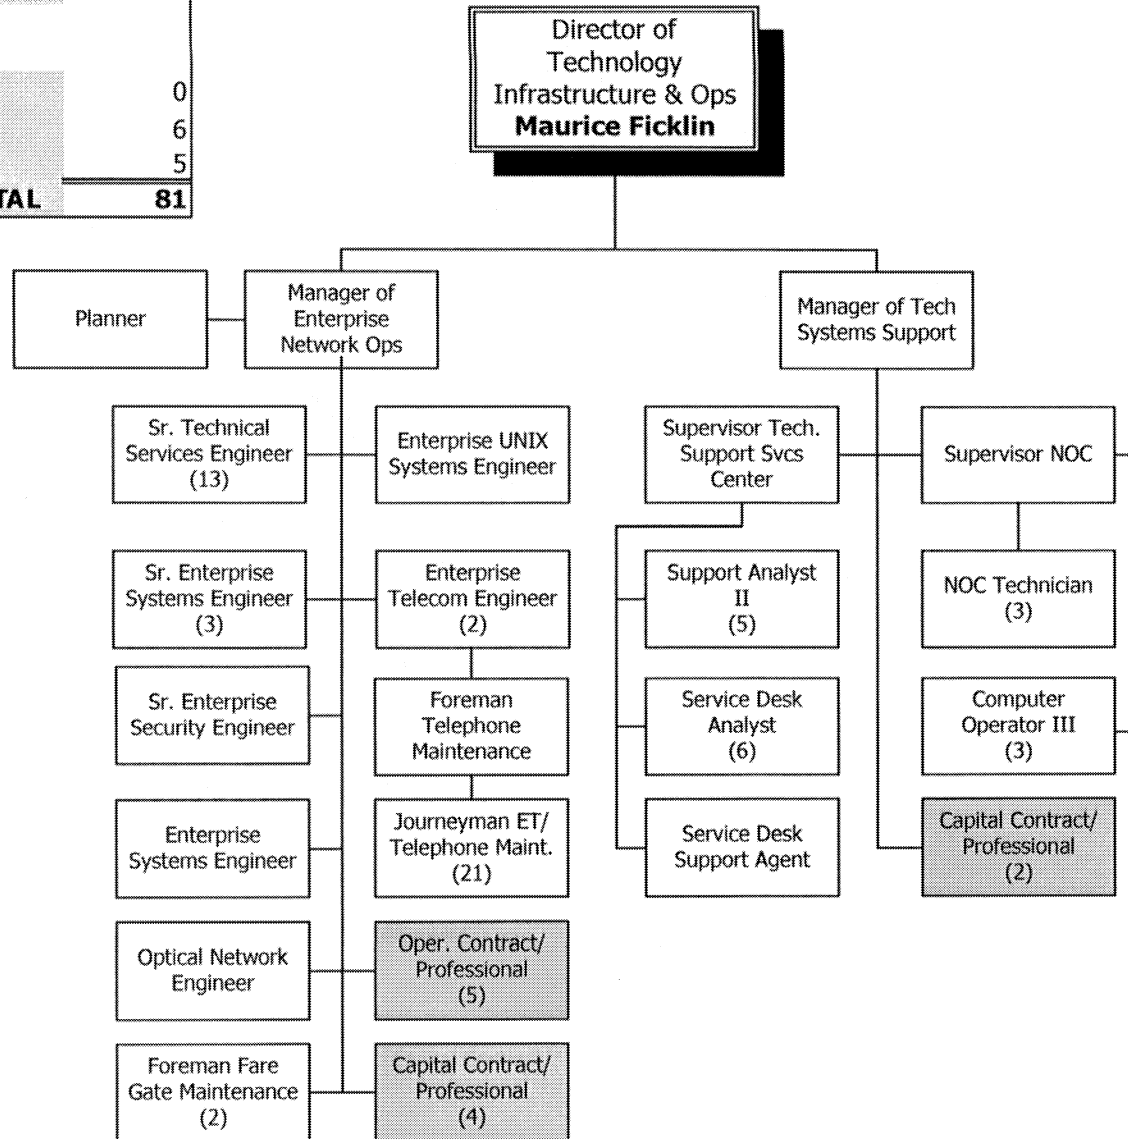 0
6
5
TAL 81
Director of
Technology
Infrastructure & Ops
Maurice Ficklin
Planner
Manager of
Enterprise
Network Ops
Manager of Tech
Systems Support
Sr. Technical
Services Engineer
(13)
Enterprise UNIX
Systems Engineer
Supervisor Tech.
Support Svcs
Center
Supervisor NOC
Sr. Enterprise
Systems Engineer
(3)
Enterprise
Telecom Engineer
(2)
Support Analyst
II
(5)
NOC Technician
(3)
Sr. Enterprise
Security Engineer
Foreman
Telephone
Maintenance
Service Desk
Analyst
(6)
Computer
Operator III
(3)
Enterprise
Systems Engineer
Journeyman ET/
Telephone Maint.
(21)
Service Desk
Support Agent
Capital Contract/
Professional
(2)
Optical Network
Engineer
Oper. Contract/
Professional
(5)
Foreman Fare
Gate Maintenance
(2)
Capital Contract/
Professional
(4)